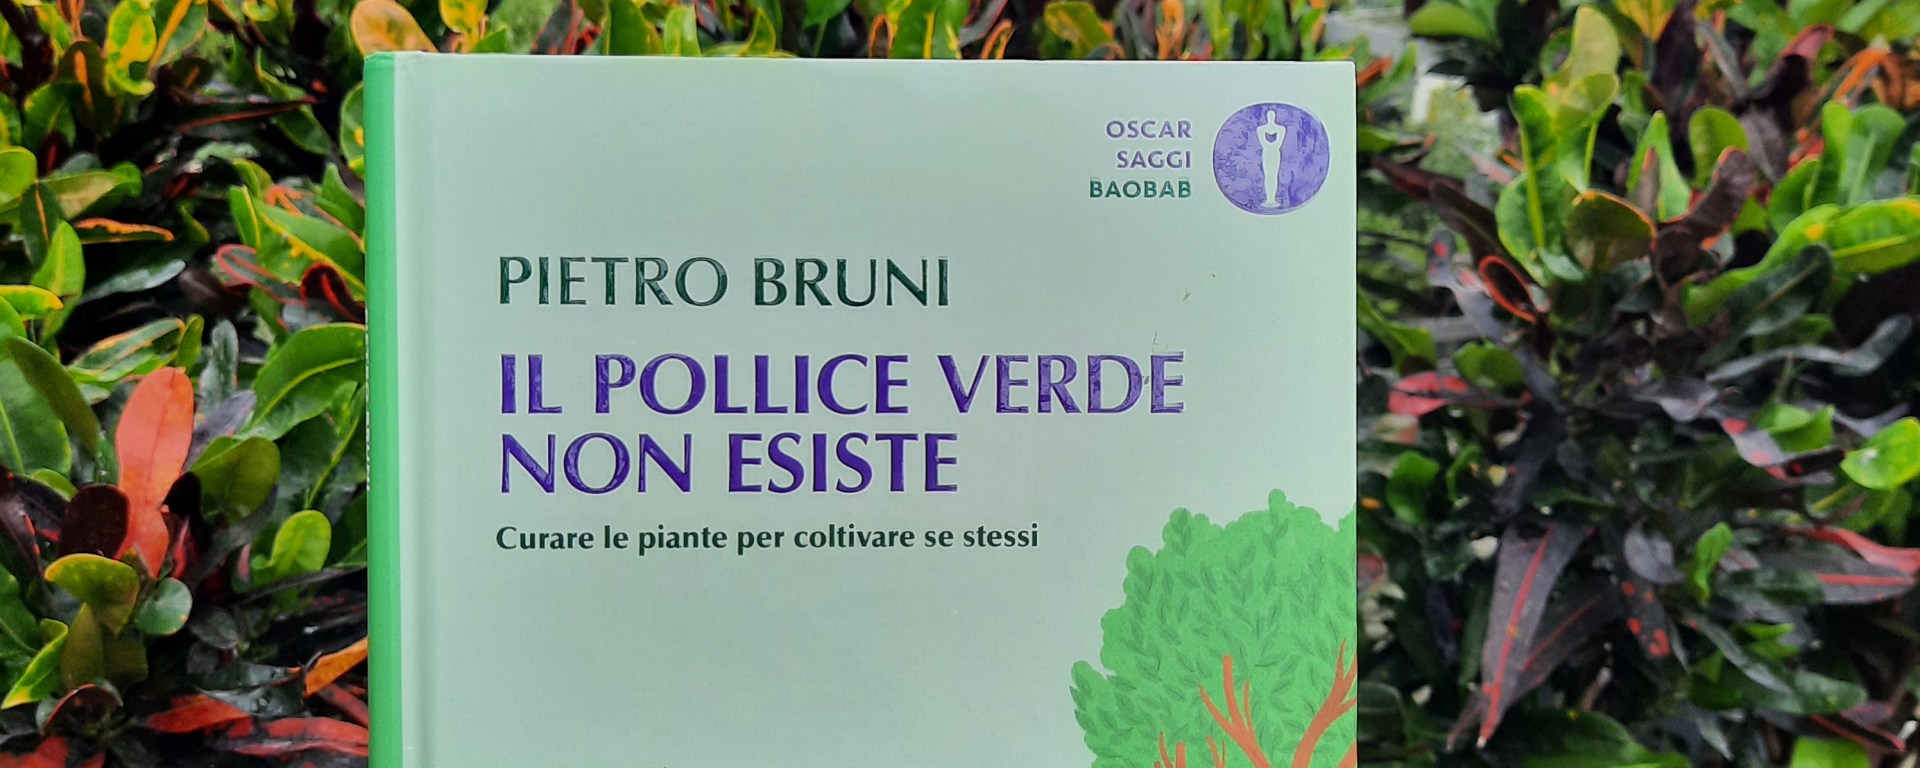 OSCAR
SAGGI
BAOBAB
PIETRO BRUNI
IL POLLICE VERDE
NON ESISTE
Curare le piante per coltivare se stessi